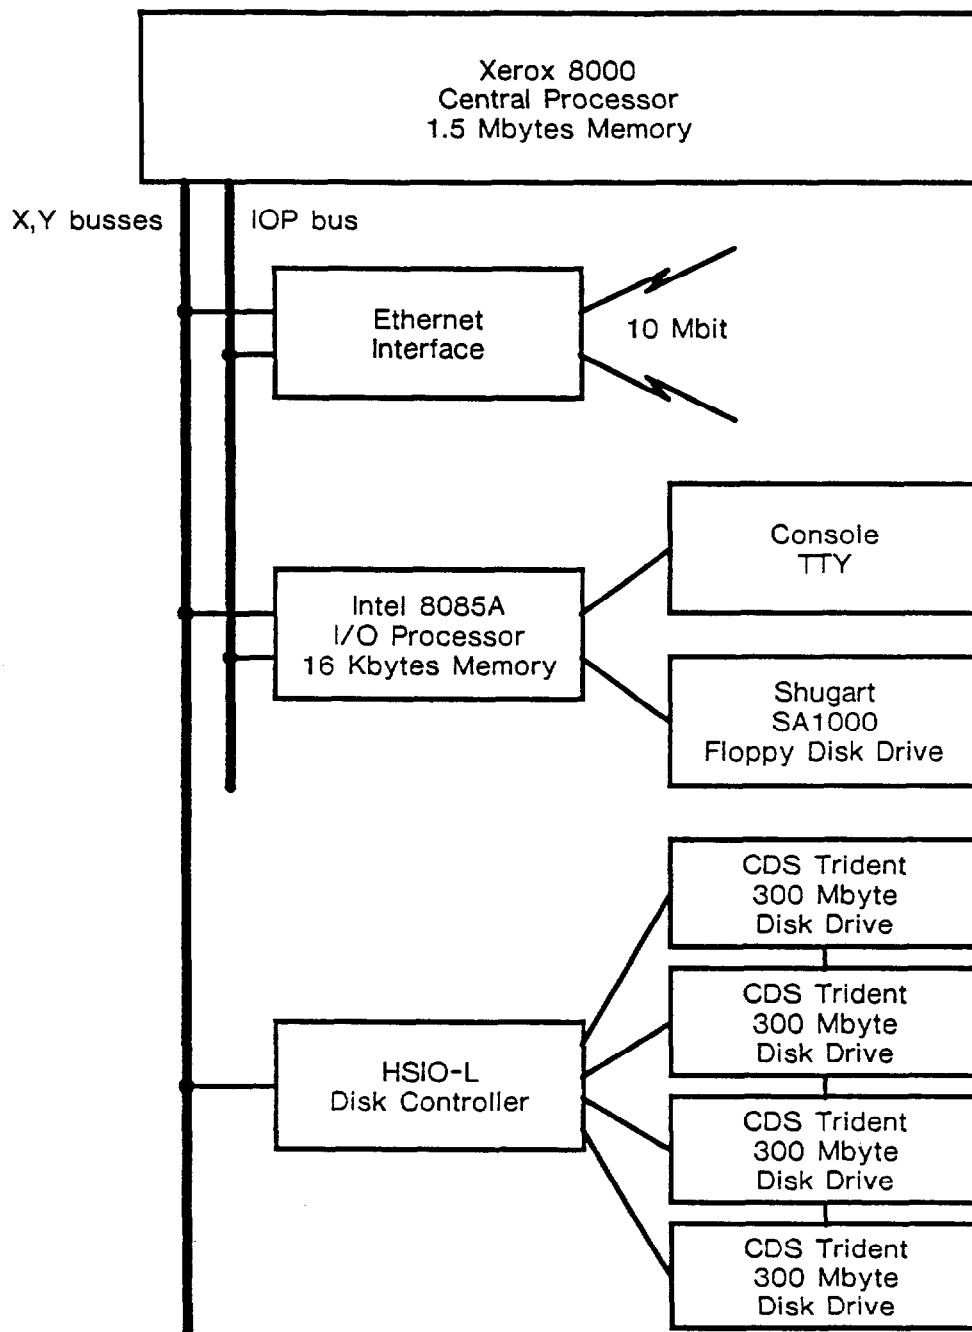 Xerox 8000
Central Processor
1.5 Mbytes Memory
X,Y busses
IOP bus
Ethernet
Interface
10 Mbit
Console
TTY
Intel 8085A
I/O Processor
16 Kbytes Memory
Shugart
SA1000
Floppy Disk Drive
CDS Trident
300 Mbyte
Disk Drive
CDS Trident
300 Mbyte
Disk Drive
HSIO-L
Disk Controller
CDS Trident
300 Mbyte
Disk Drive
CDS Trident
300 Mbyte
Disk Drive